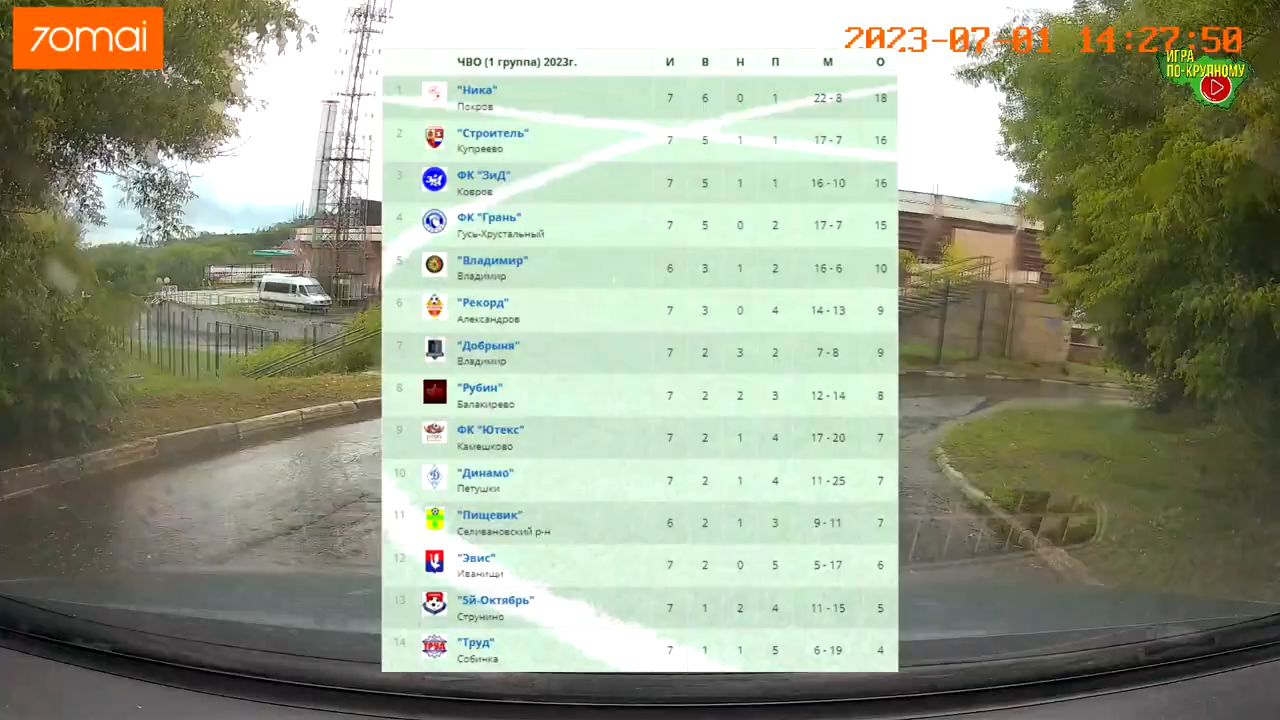 70mai
2023-07-01 14:27:50
ИГРА
ПО-КРУПНОМУ
ЧВО (1 группа) 2023г. И В Н П М О
1 "Ника" 7 6 0 1 22 - 8 18
Покров
2 "Строитель" 7 5 1 1 17 - 7 16
Купреево
3 ФК "ЗиД" 7 5 1 1 16 - 10 16
Ковров
4 ФК "Грань" 7 5 0 2 17 - 7 15
Гусь-Хрустальный
5 "Владимир" 6 3 1 2 16 - 6 10
Владимир
6 "Рекорд" 7 3 0 4 14 - 13 9
Александров
7 "Добрыня" 7 2 3 2 7 - 8 9
Владимир
8 "Рубин" 7 2 2 3 12 - 14 8
Балакирево
9 ФК "Ютекс" 7 2 1 4 17 - 20 7
Камешково
10 "Динамо" 7 2 1 4 11 - 25 7
Петушки
11 "Пищевик" 6 2 1 3 9 - 11 7
Селивановский р-н
12 "Эвис" 7 2 0 5 5 - 17 6
Иванищи
13 "5й-Октябрь" 7 1 2 4 11 - 15 5
Струнино
14 "Труд" 7 1 1 5 6 - 19 4
ТРУД
Собинка